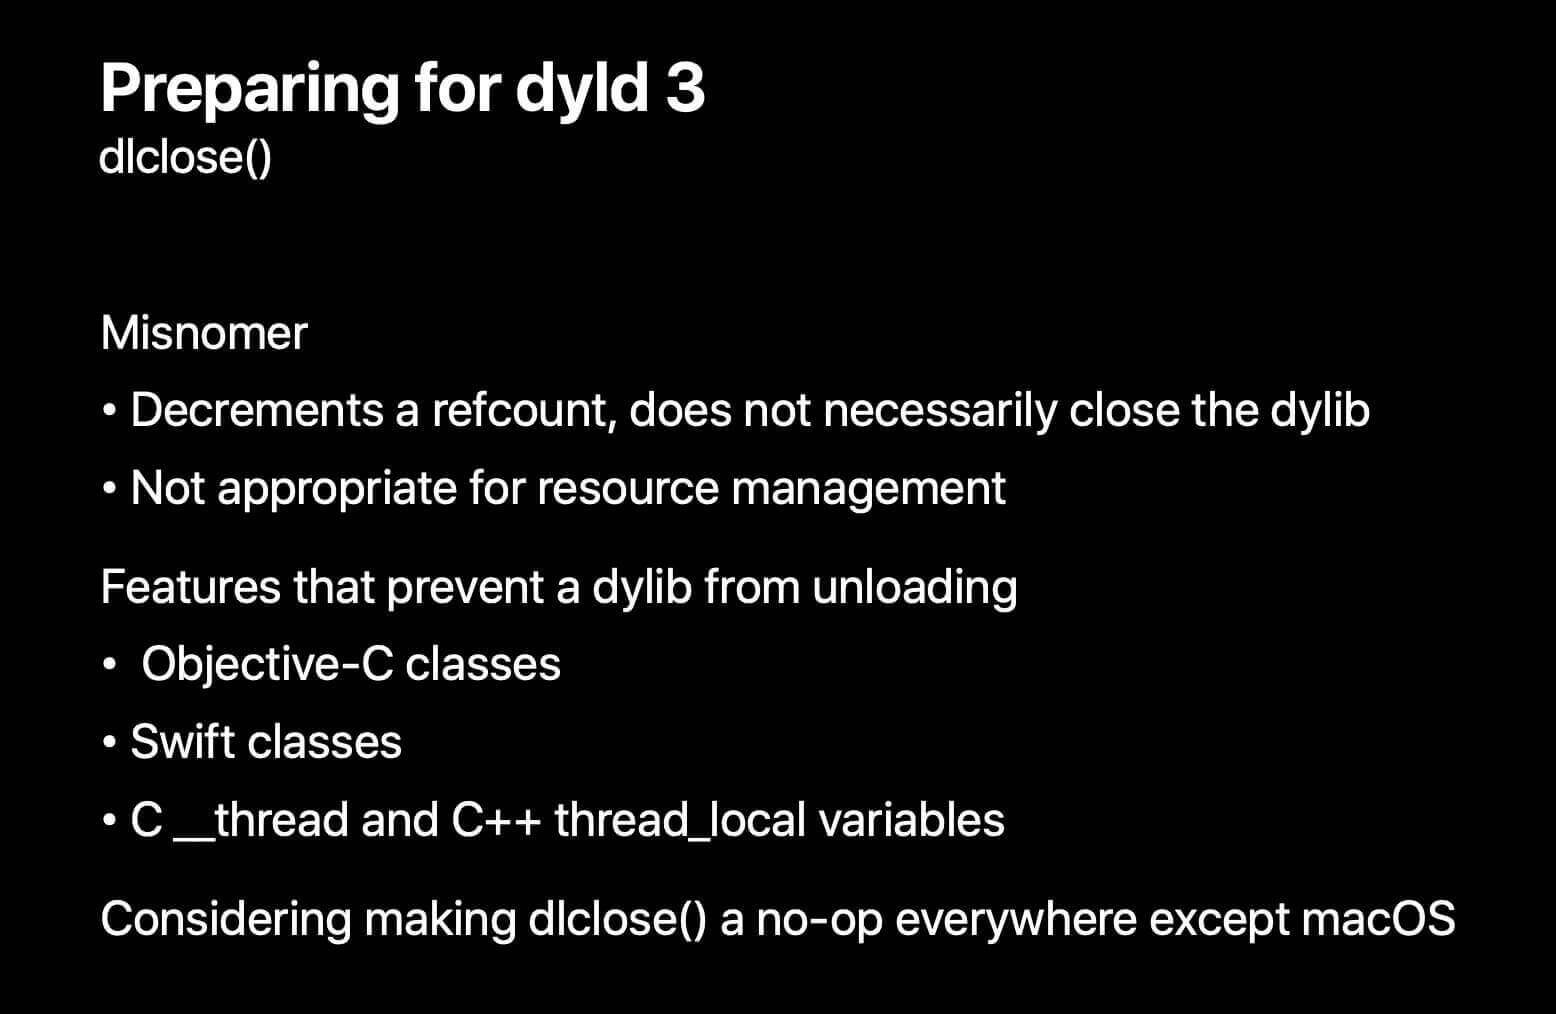 Preparing for dyld 3
dlclose()
Misnomer
• Decrements a refcount, does not necessarily close the dylib
• Not appropriate for resource management
Features that prevent a dylib from unloading
• Objective-C classes
• Swift classes
• C __thread and C++ thread_local variables
Considering making dlclose() a no-op everywhere except macOS